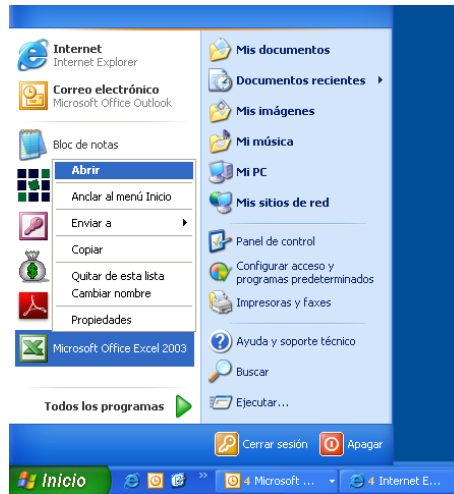 Internet
Internet Explorer
Correo electrónico
Microsoft Office Outlook
Bloc de notas
Abrir
Anclar al menú Inicio
Enviar a
Copiar
Quitar de esta lista
Cambiar nombre
Propiedades
Microsoft Office Excel 2003
Todos los programas
Mis documentos
Documentos recientes
Mis imágenes
Mi música
Mi PC
Mis sitios de red
Panel de control
Configurar acceso y
programas predeterminados
Impresoras y faxes
Ayuda y soporte técnico
Buscar
Ejecutar...
Cerrar sesión
Apagar
Inicio
4 Microsoft ...
4 Internet E...